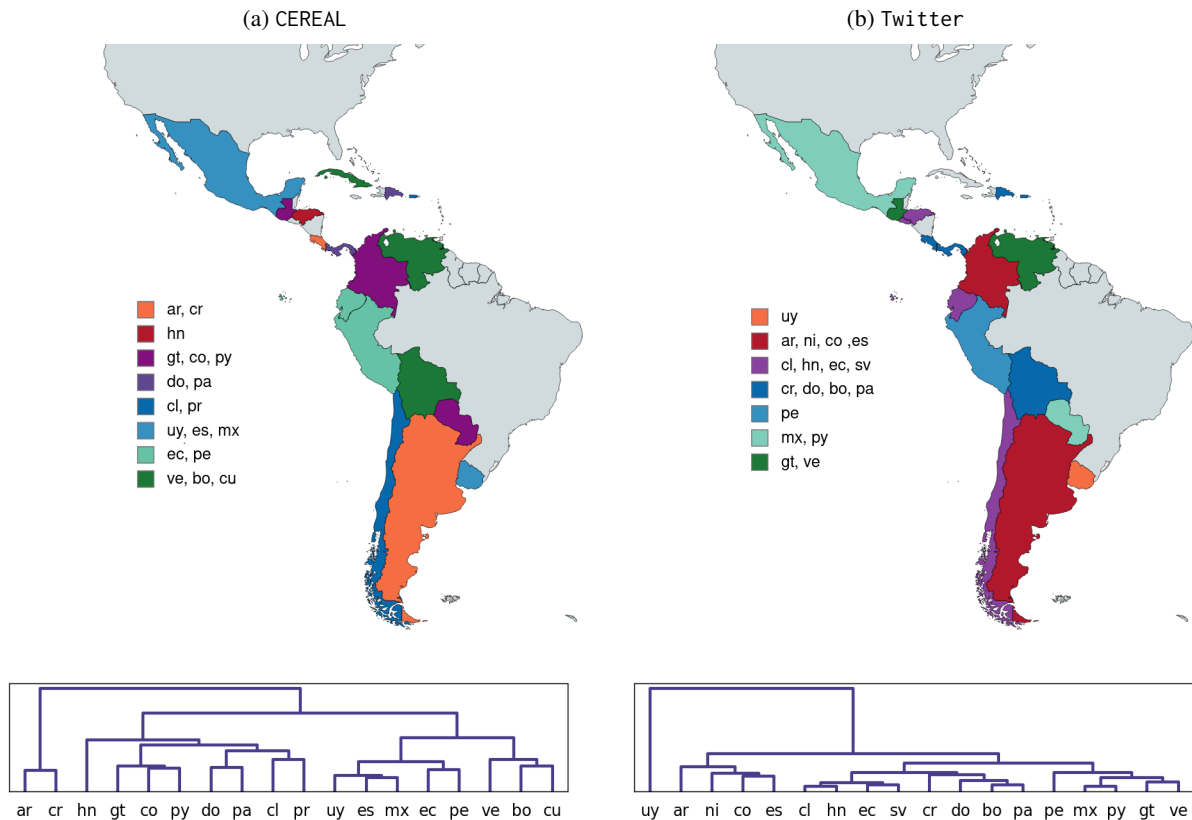 (a) CEREAL
ar, cr
hn
gt, co, py
do, pa
cl, pr
uy, es, mx
ec, pe
ve, bo, cu
ar cr hn gt co py do pa cl pr uy es mx ec pe ve bo cu
(b) Twitter
uy
ar, ni, co ,es
cl, hn, ec, sv
cr, do, bo, pa
pe
mx, py
gt, ve
uy ar ni co es cl hn ec sv cr do bo pa pe mx py gt ve